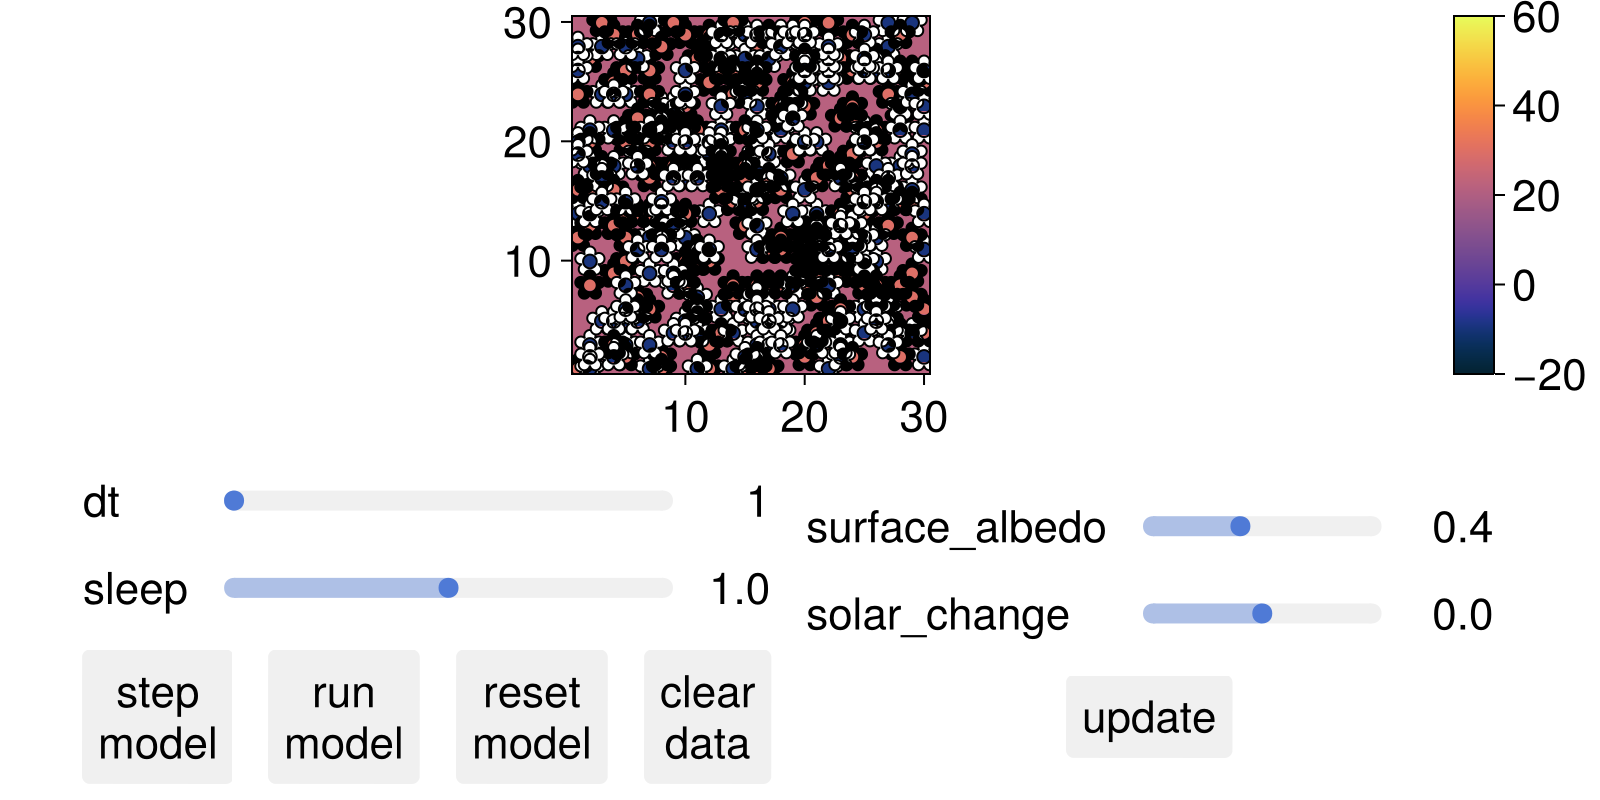 30
20
10
10
20
30
60
40
20
0
−20
dt
1
sleep
1.0
surface_albedo
0.4
solar_change
0.0
step
model
run
model
reset
model
clear
data
update